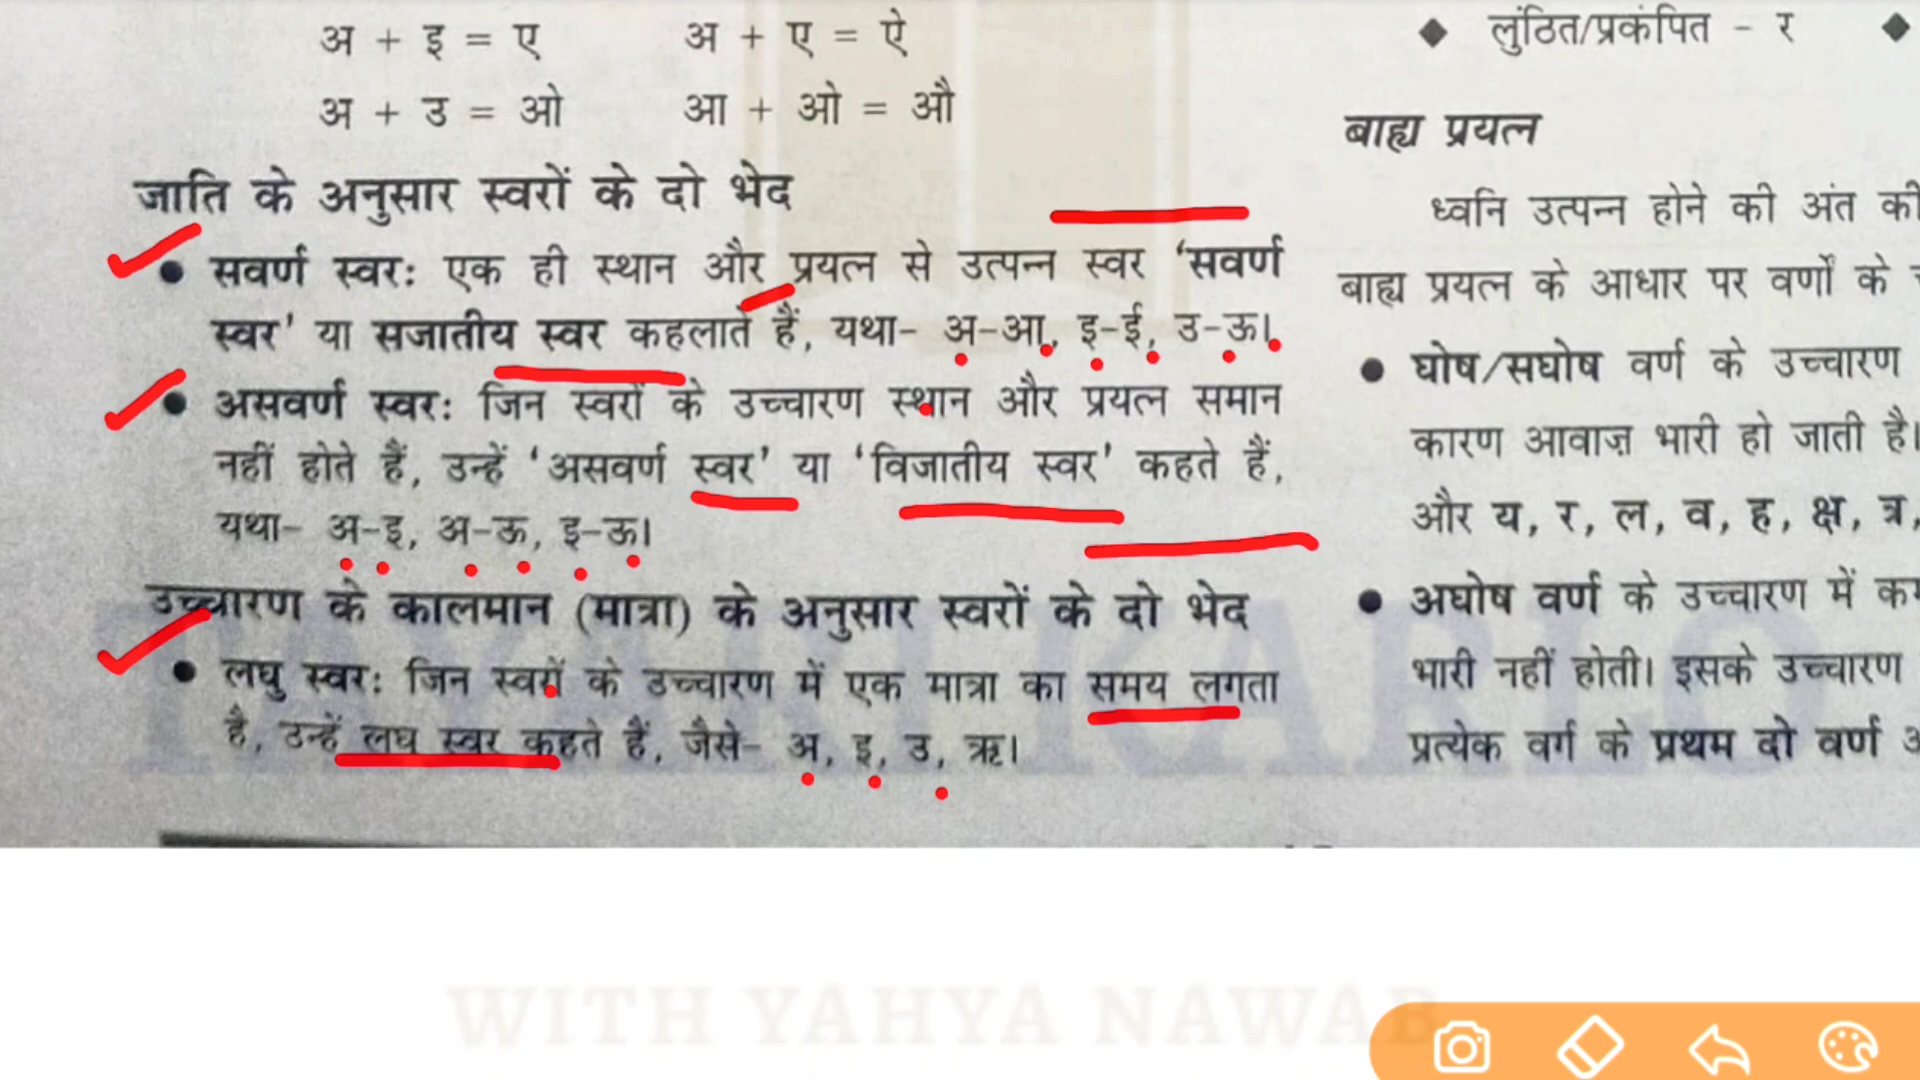 अ + इ = ए
अ + ए = ऐ
अ + उ = ओ
आ + ओ = औ
जाति के अनुसार स्वरों के दो भेद
● सवर्ण स्वर: एक ही स्थान और प्रयत्न से उत्पन्न स्वर ‘सवर्ण
स्वर’ या सजातीय स्वर कहलाते हैं, यथा- अ-आ, इ-ई, उ-ऊ।
● असवर्ण स्वर: जिन स्वरों के उच्चारण स्थान और प्रयत्न समान
नहीं होते हैं, उन्हें ‘असवर्ण स्वर’ या ‘विजातीय स्वर’ कहते हैं,
यथा- अ-इ, अ-ऊ, इ-ऊ।
उच्चारण के कालमान (मात्रा) के अनुसार स्वरों के दो भेद
● लघु स्वर: जिन स्वरों के उच्चारण में एक मात्रा का समय लगता
है, उन्हें लघु स्वर कहते हैं, जैसे- अ, इ, उ, ऋ।
◆ लुंठित/प्रकंपित - र ◆
बाह्य प्रयत्न
ध्वनि उत्पन्न होने की अंत की
बाह्य प्रयत्न के आधार पर वर्णों के
● घोष/सघोष वर्ण के उच्चारण
कारण आवाज़ भारी हो जाती है।
और य, र, ल, व, ह, क्ष, त्र,
● अघोष वर्ण के उच्चारण में
भारी नहीं होती। इसके उच्चारण
प्रत्येक वर्ग के प्रथम दो वर्ण
TAYARI KARLO
WITH YAHYA NAWAB